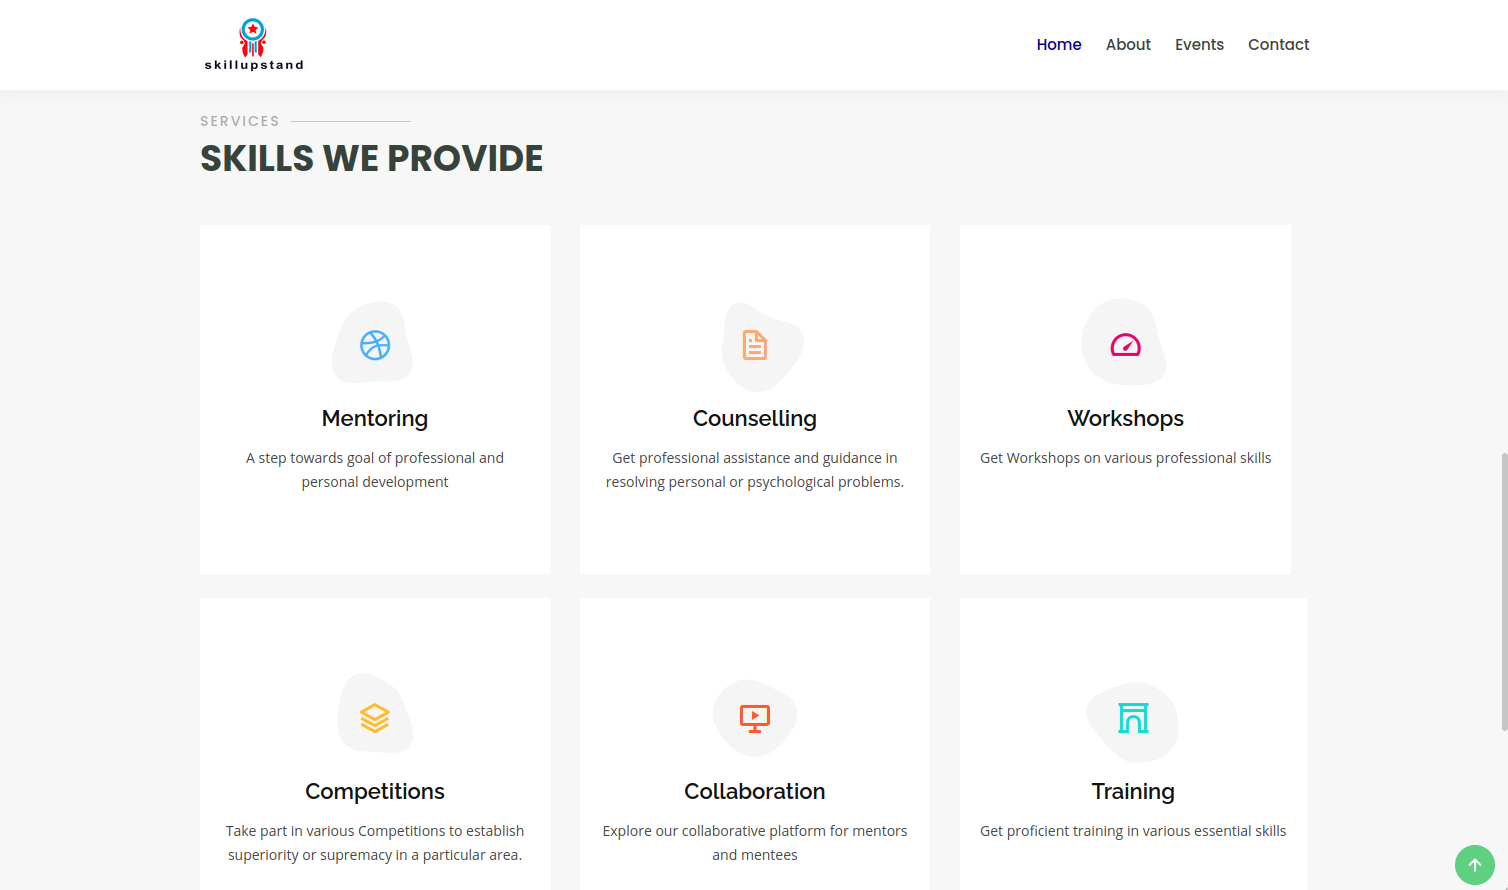 skillupstand
Home About Events Contact
SERVICES
SKILLS WE PROVIDE
Mentoring
A step towards goal of professional and
personal development
Counselling
Get professional assistance and guidance in
resolving personal or psychological problems.
Workshops
Get Workshops on various professional skills
Competitions
Take part in various Competitions to establish
superiority or supremacy in a particular area.
Collaboration
Explore our collaborative platform for mentors
and mentees
Training
Get proficient training in various essential skills